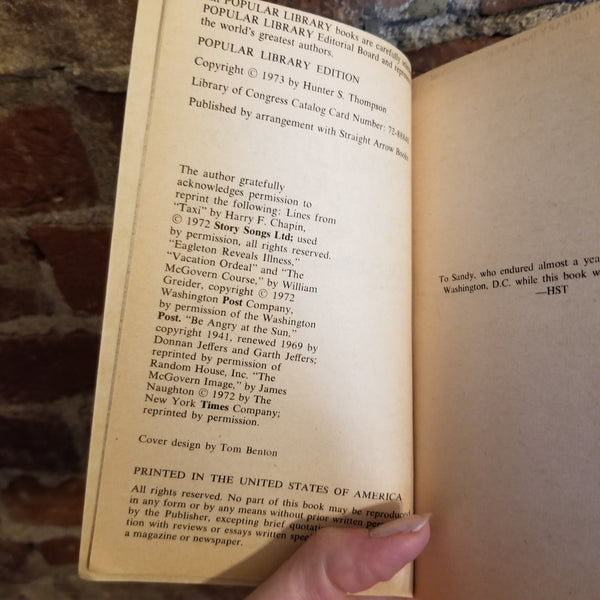 POPULAR LIBRARY books are carefully
POPULAR LIBRARY Editorial Board and
the world's greatest authors.
POPULAR LIBRARY EDITION
Copyright © 1973 by Hunter S. Thompson
Library of Congress Catalog Card Number:
Published by arrangement with Straight Arrow Books
The author gratefully
acknowledges permission to
reprint the following: Lines from
"Taxi" by Harry F. Chapin,
© 1972 Story Songs Ltd; used
by permission, all rights reserved.
"Eagleton Reveals Illness,"
"Vacation Ordeal" and "The
McGovern Course," by William
Greider, copyright © 1972
Washington Post Company,
by permission of the Washington
Post. "Be Angry at the Sun,"
copyright 1941, renewed 1969 by
Donnan Jeffers and Garth Jeffers;
reprinted by permission of
Random House, Inc. "The
McGovern Image," by James
Naughton © 1972 by The
New York Times Company;
reprinted by permission.
Cover design by Tom Benton
PRINTED IN THE UNITED STATES OF AMERICA
All rights reserved. No part of this book may be reproduced
in any form or by any means without prior written
by the Publisher, excepting brief
tion with reviews or essays written
a magazine or newspaper.
To Sandy, who endured almost a
Washington, D.C. while this book
—HST